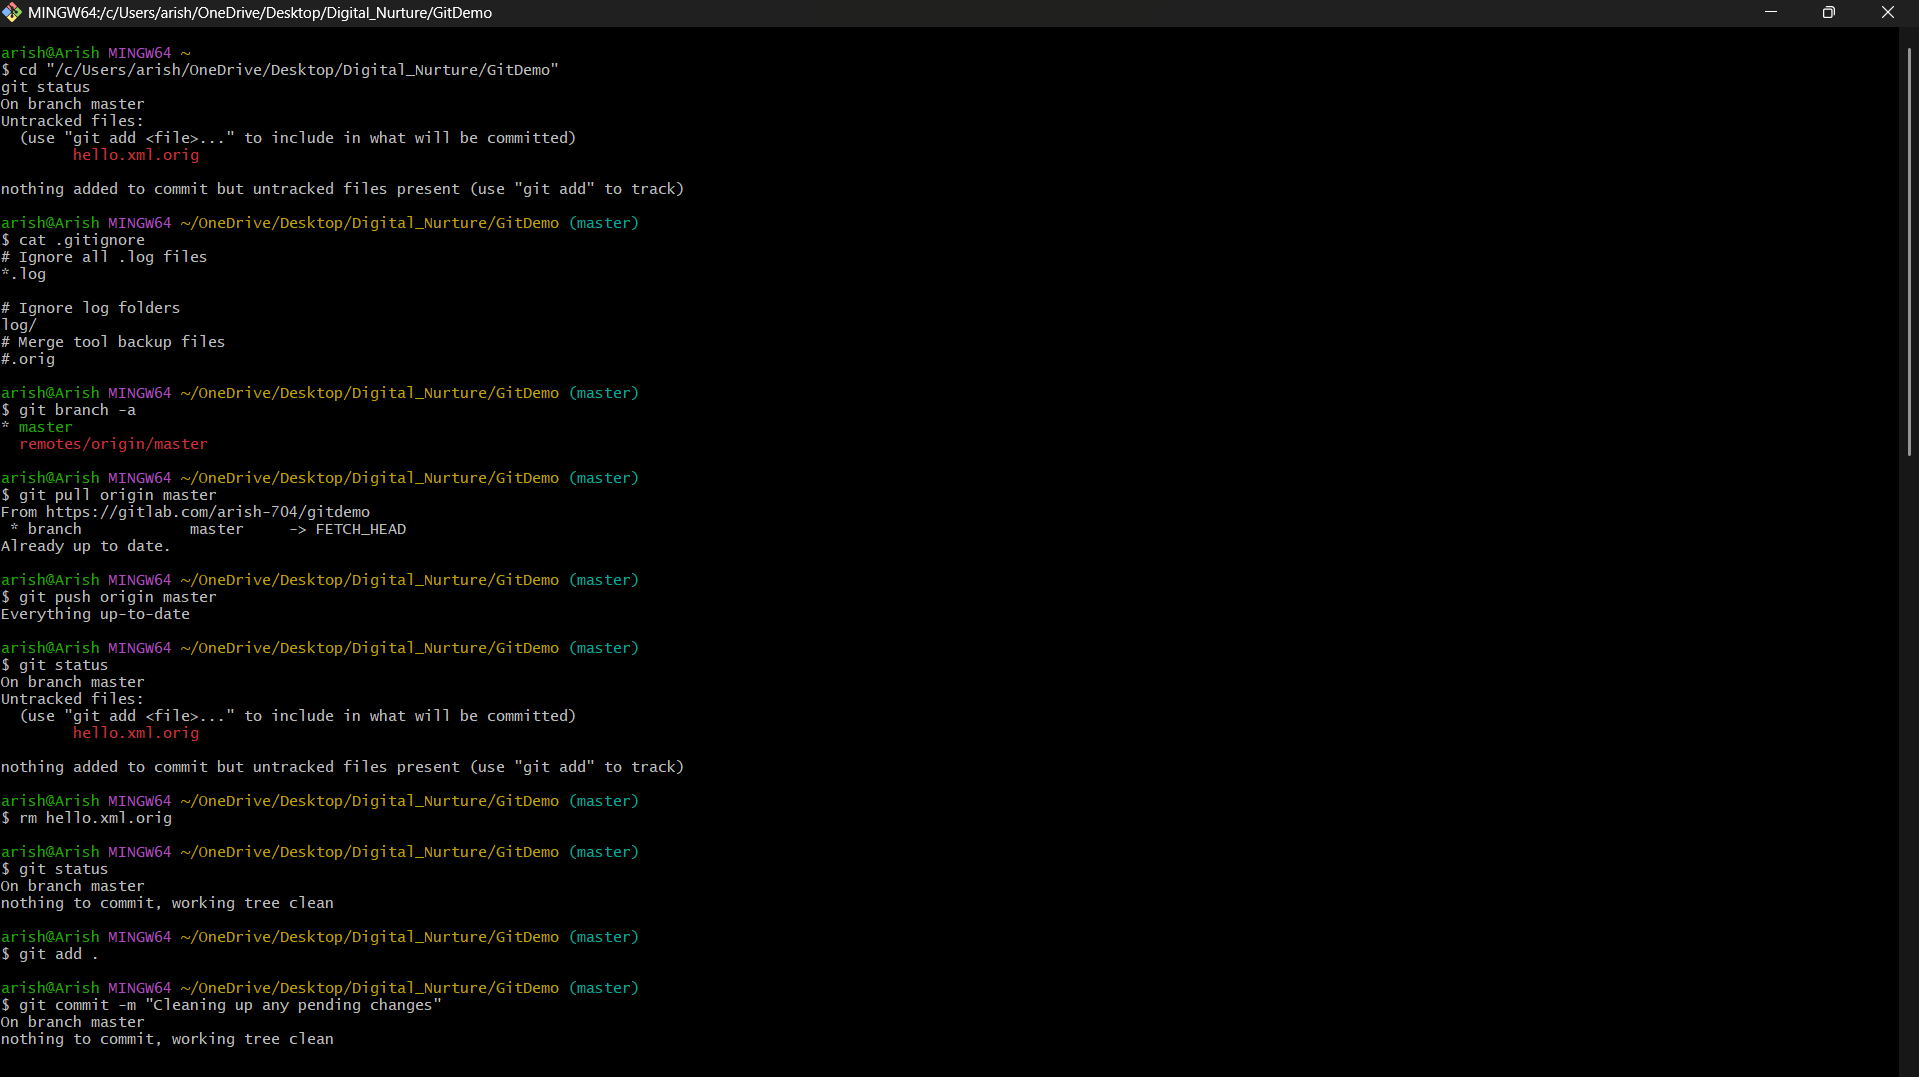 MINGW64:/c/Users/arish/OneDrive/Desktop/Digital_Nurture/GitDemo
arish@Arish MINGW64 ~
$ cd "/c/Users/arish/OneDrive/Desktop/Digital_Nurture/GitDemo"
git status
On branch master
Untracked files:
  (use "git add <file>..." to include in what will be committed)
        hello.xml.orig

nothing added to commit but untracked files present (use "git add" to track)

arish@Arish MINGW64 ~/OneDrive/Desktop/Digital_Nurture/GitDemo (master)
$ cat .gitignore
# Ignore all .log files
*.log

# Ignore log folders
log/
# Merge tool backup files
#.orig

arish@Arish MINGW64 ~/OneDrive/Desktop/Digital_Nurture/GitDemo (master)
$ git branch -a
* master
  remotes/origin/master

arish@Arish MINGW64 ~/OneDrive/Desktop/Digital_Nurture/GitDemo (master)
$ git pull origin master
From https://gitlab.com/arish-704/gitdemo
 * branch            master     -> FETCH_HEAD
Already up to date.

arish@Arish MINGW64 ~/OneDrive/Desktop/Digital_Nurture/GitDemo (master)
$ git push origin master
Everything up-to-date

arish@Arish MINGW64 ~/OneDrive/Desktop/Digital_Nurture/GitDemo (master)
$ git status
On branch master
Untracked files:
  (use "git add <file>..." to include in what will be committed)
        hello.xml.orig

nothing added to commit but untracked files present (use "git add" to track)

arish@Arish MINGW64 ~/OneDrive/Desktop/Digital_Nurture/GitDemo (master)
$ rm hello.xml.orig

arish@Arish MINGW64 ~/OneDrive/Desktop/Digital_Nurture/GitDemo (master)
$ git status
On branch master
nothing to commit, working tree clean

arish@Arish MINGW64 ~/OneDrive/Desktop/Digital_Nurture/GitDemo (master)
$ git add .

arish@Arish MINGW64 ~/OneDrive/Desktop/Digital_Nurture/GitDemo (master)
$ git commit -m "Cleaning up any pending changes"
On branch master
nothing to commit, working tree clean